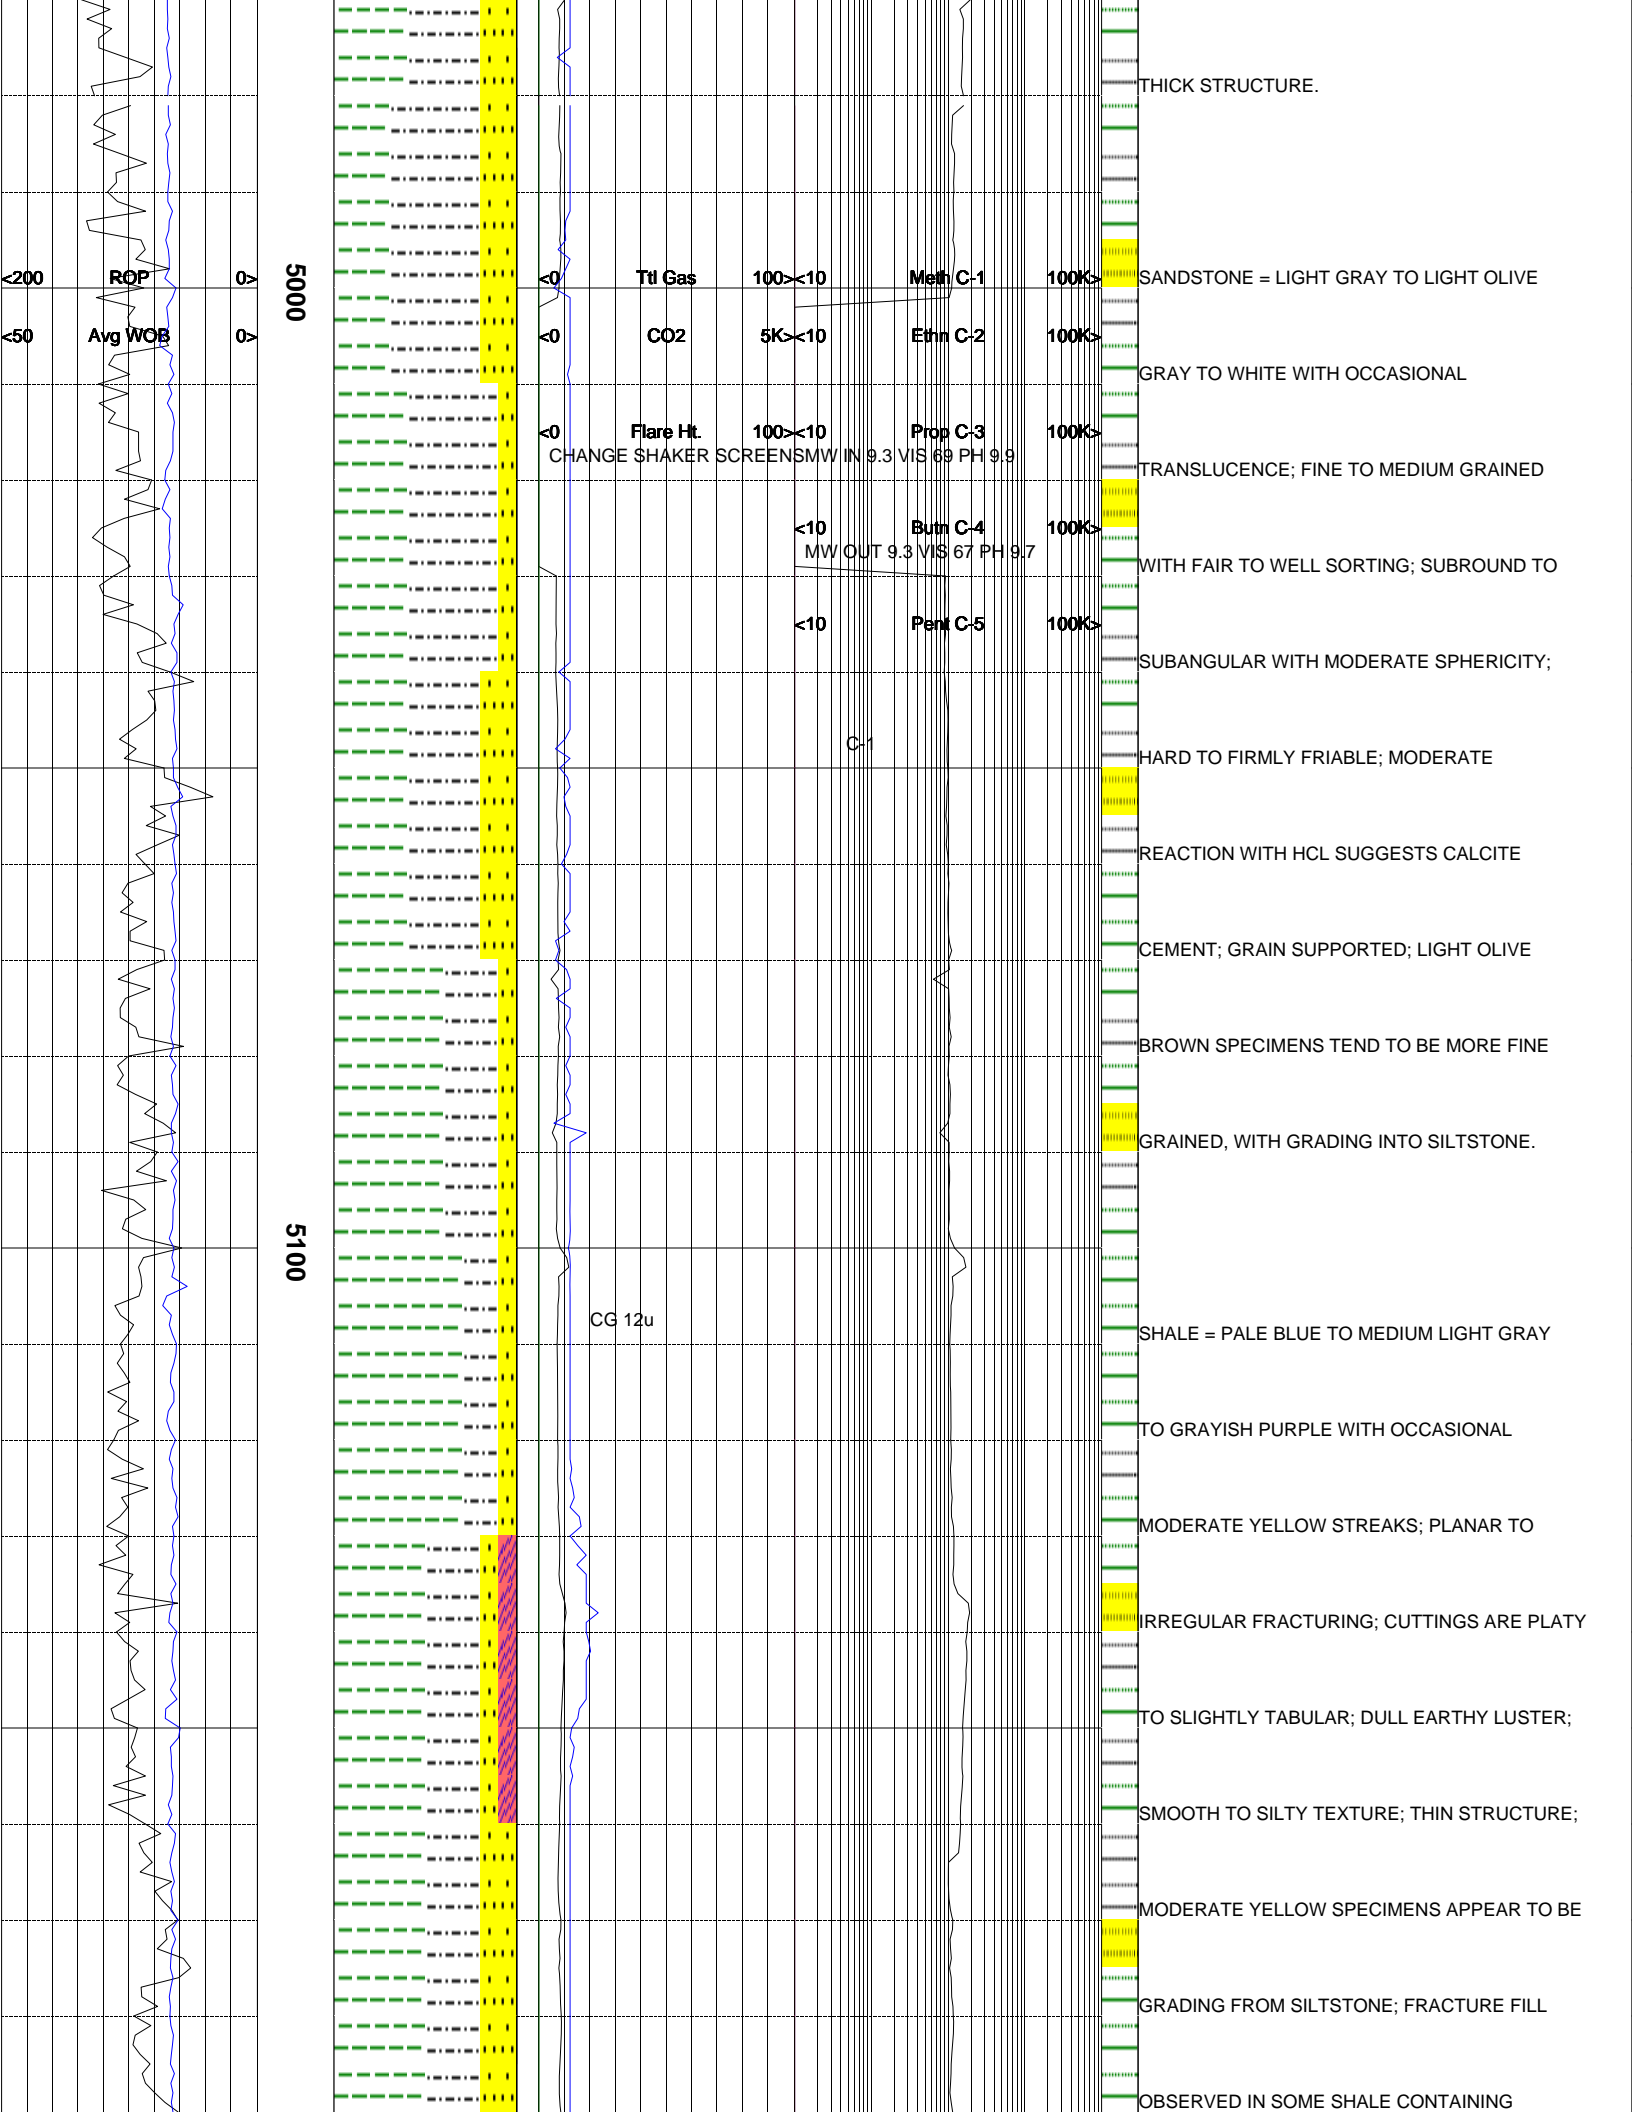 THICK STRUCTURE.
<200 ROP 0>
5000
<0 Ttl Gas 100>
<10 Meth C-1 100K>
SANDSTONE = LIGHT GRAY TO LIGHT OLIVE
<50 Avg WOB 0>
<0 CO2 5K>
<10 Ethn C-2 100K>
GRAY TO WHITE WITH OCCASIONAL
<0 Flare Ht. 100>
<10 Prop C-3 100K>
CHANGE SHAKER SCREENS
MW IN 9.3 VIS 69 PH 9.9
TRANSLUCENCE; FINE TO MEDIUM GRAINED
<10 Butn C-4 100K>
MW OUT 9.3 VIS 67 PH 9.7
WITH FAIR TO WELL SORTING; SUBROUND TO
<10 Pent C-5 100K>
SUBANGULAR WITH MODERATE SPHERICITY;
C-1
HARD TO FIRMLY FRIABLE; MODERATE
REACTION WITH HCL SUGGESTS CALCITE
CEMENT; GRAIN SUPPORTED; LIGHT OLIVE
BROWN SPECIMENS TEND TO BE MORE FINE
GRAINED, WITH GRADING INTO SILTSTONE.
5100
CG 12u
SHALE = PALE BLUE TO MEDIUM LIGHT GRAY
TO GRAYISH PURPLE WITH OCCASIONAL
MODERATE YELLOW STREAKS; PLANAR TO
IRREGULAR FRACTURING; CUTTINGS ARE PLATY
TO SLIGHTLY TABULAR; DULL EARTHY LUSTER;
SMOOTH TO SILTY TEXTURE; THIN STRUCTURE;
MODERATE YELLOW SPECIMENS APPEAR TO BE
GRADING FROM SILTSTONE; FRACTURE FILL
OBSERVED IN SOME SHALE CONTAINING